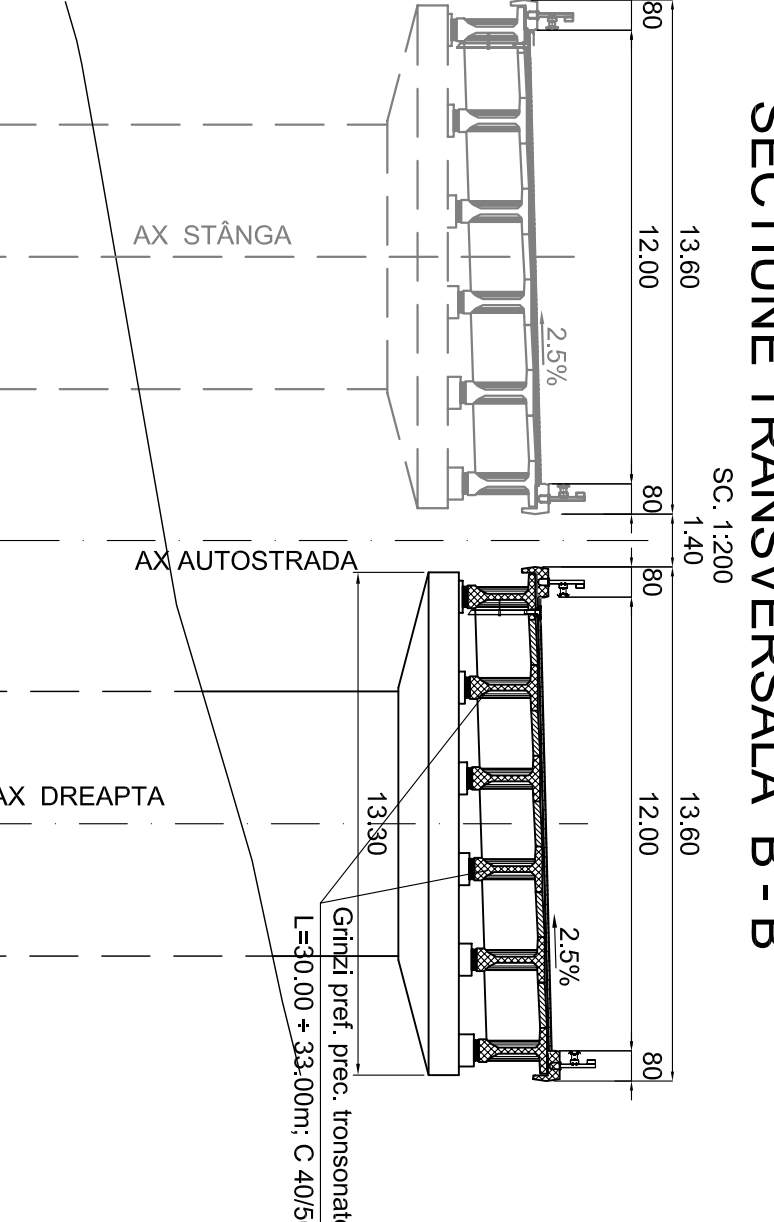 SECTIUNE TRANSVERSALA B - B
SC. 1:200
13.60
1.40
13.60
80
12.00
80
80
12.00
80
2.5%
2.5%
AX STÂNGA
AX AUTOSTRADA
AX DREAPTA
13.30
Grinzi pref. prec. tronsonate
L=30.00 ÷ 33.00m; C 40/50